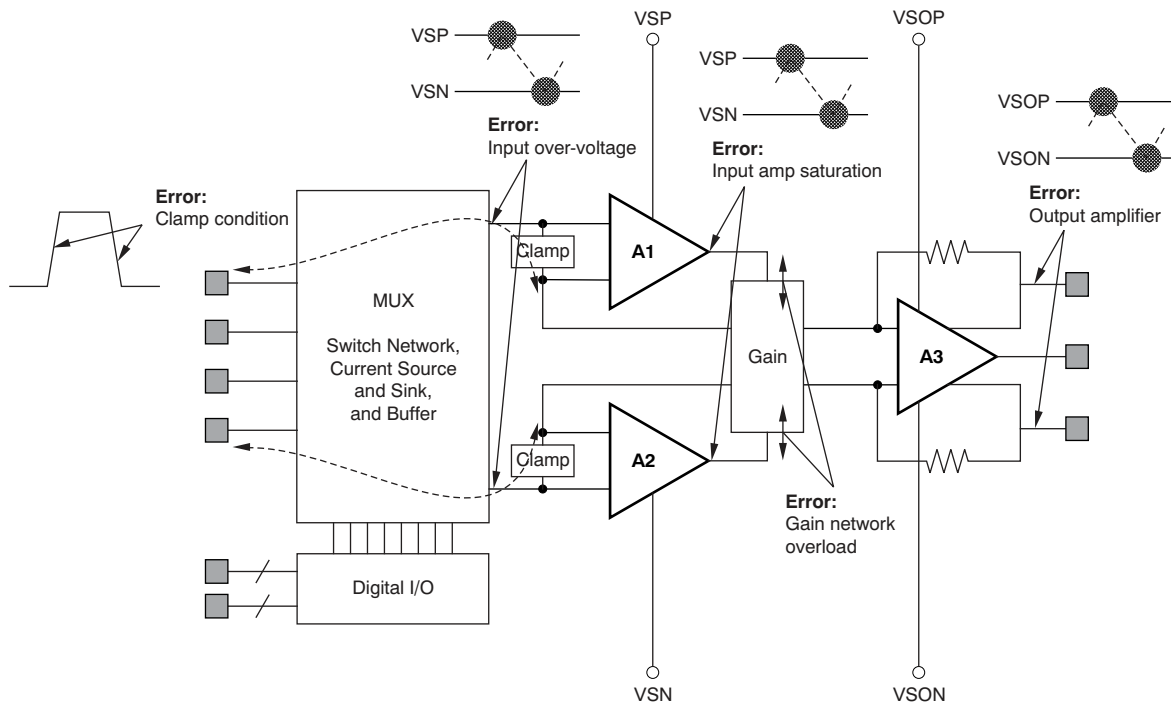 VSP
VSOP
VSP
VSN
VSP
VSN
VSOP
VSON
Error:
Input over-voltage
Error:
Input amp saturation
Error:
Output amplifier
Error:
Clamp condition
Clamp
A1
MUX
Switch Network,
Current Source
and Sink,
and Buffer
Gain
A3
Clamp
A2
Error:
Gain network
overload
Digital I/O
VSN
VSON